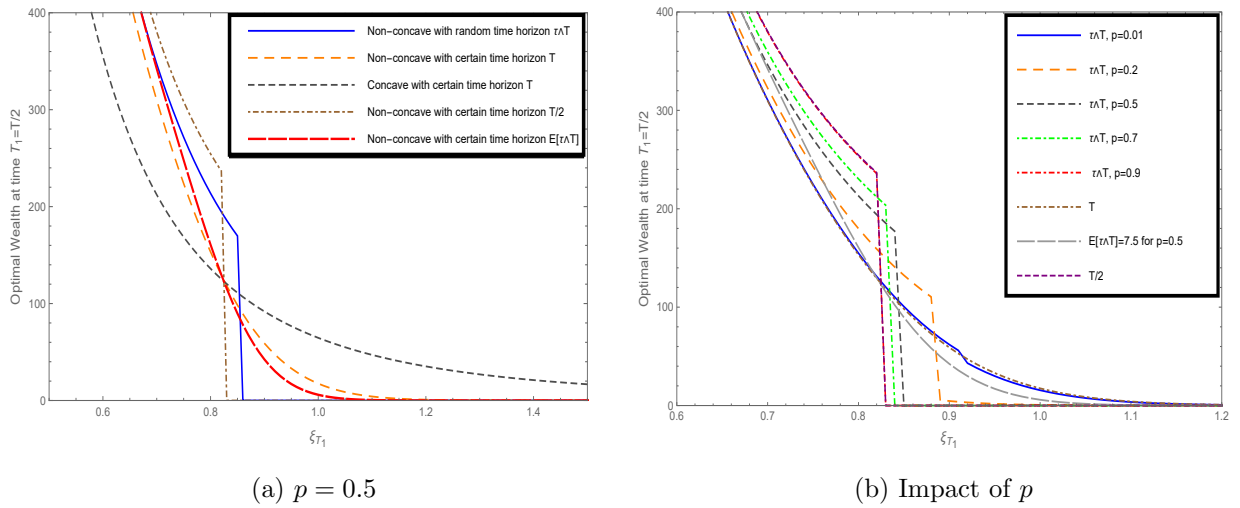 400
300
200
100
0
Optimal Wealth at time T₁=T/2
0.6 0.8 1.0 1.2 1.4
ξ_T₁
Non-concave with random time horizon τ∧T
Non-concave with certain time horizon T
Concave with certain time horizon T
Non-concave with certain time horizon T/2
Non-concave with certain time horizon E[τ∧T]
(a) p = 0.5
400
300
200
100
0
Optimal Wealth at time T₁=T/2
0.6 0.7 0.8 0.9 1.0 1.1 1.2
ξ_T₁
τ∧T, p=0.01
τ∧T, p=0.2
τ∧T, p=0.5
τ∧T, p=0.7
τ∧T, p=0.9
T
E[τ∧T]=7.5 for p=0.5
T/2
(b) Impact of p